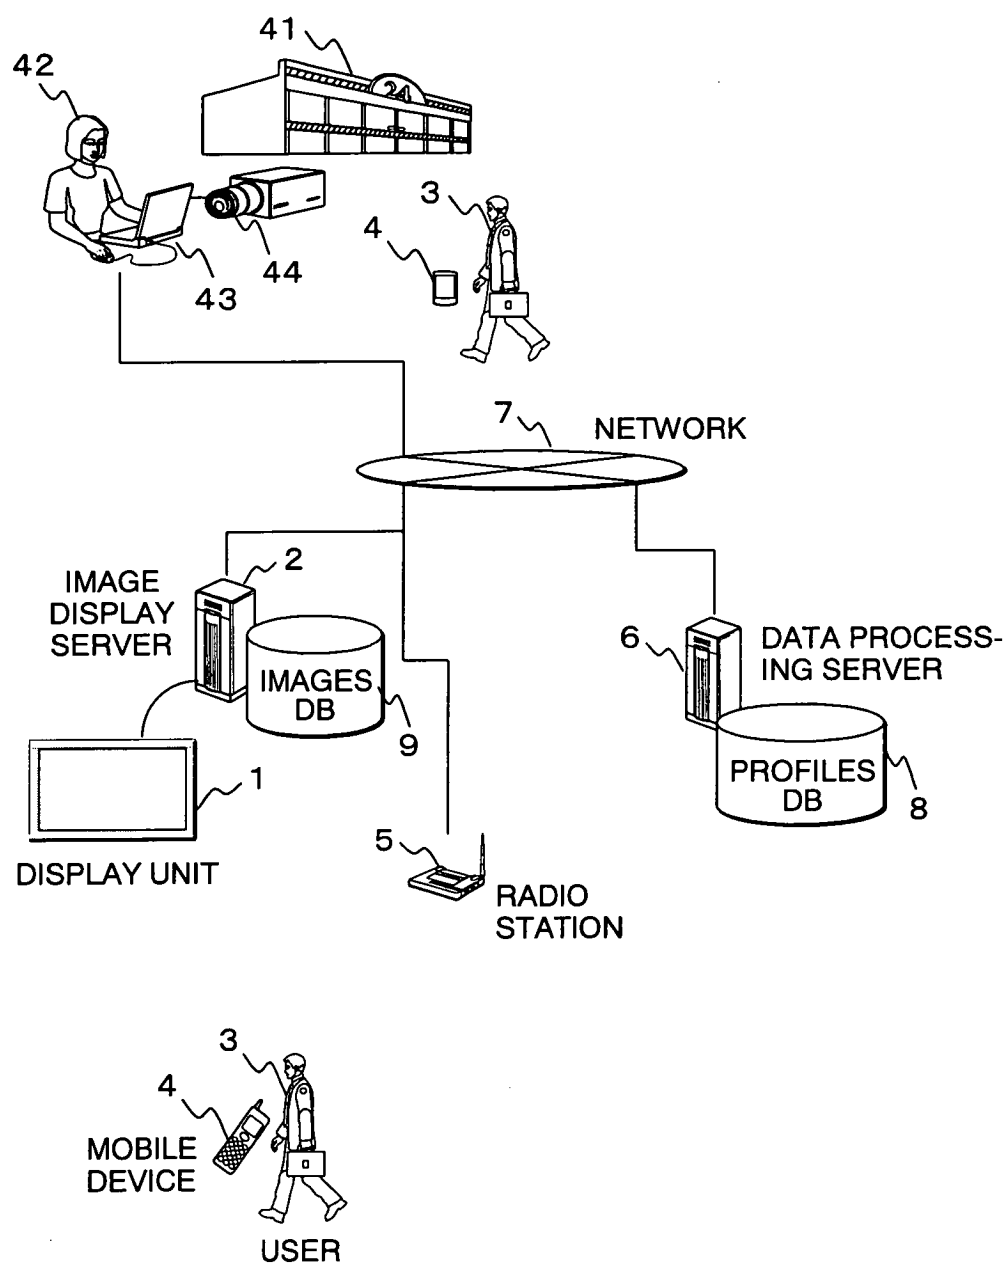 41
42
24
3
4
44
43
7
NETWORK
2
IMAGE
DISPLAY
SERVER
6
DATA PROCESS-
ING SERVER
IMAGES
DB
9
PROFILES
DB
8
1
5
DISPLAY UNIT
RADIO
STATION
3
4
MOBILE
DEVICE
USER